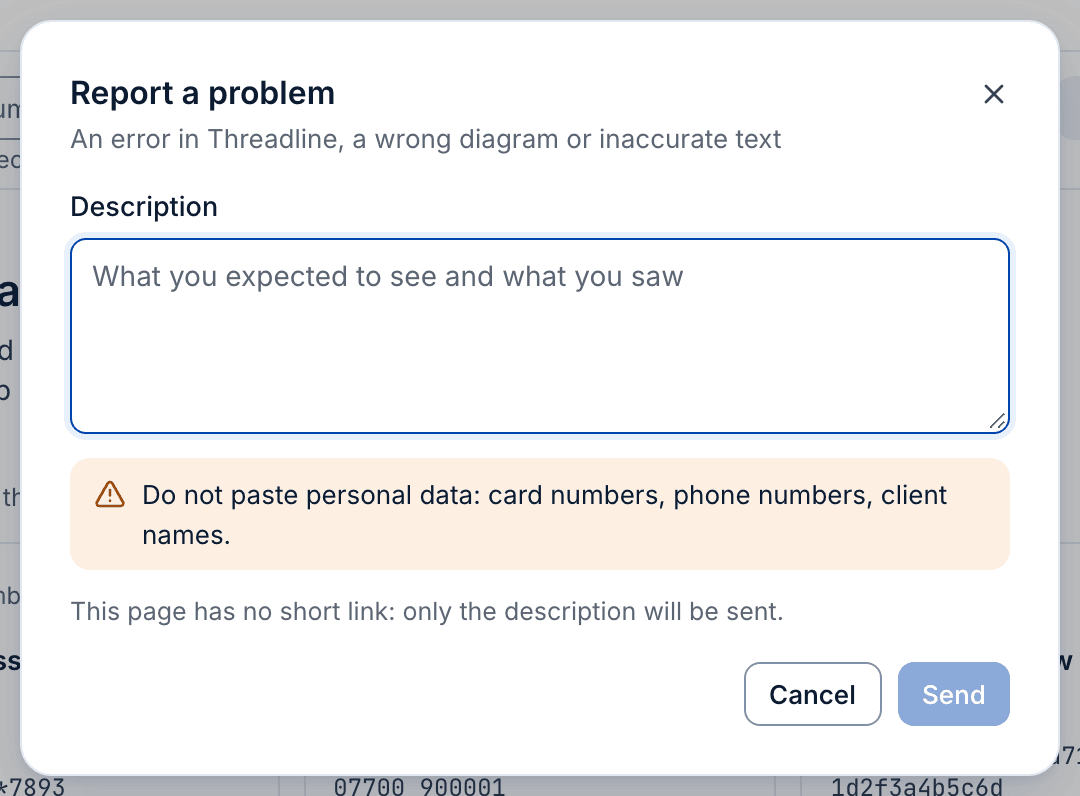 Report a problem
An error in Threadline, a wrong diagram or inaccurate text
Description
What you expected to see and what you saw
Do not paste personal data: card numbers, phone numbers, client
names.
This page has no short link: only the description will be sent.
Cancel
Send
*7893
07700 900001
1d2f3a4b5c6d